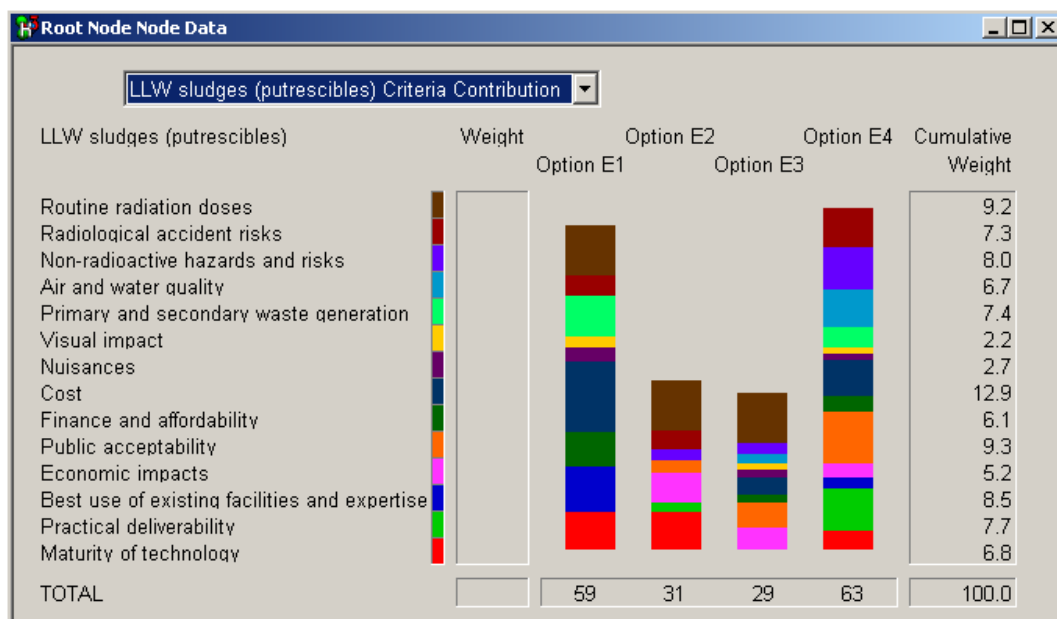 Root Node Node Data
LLW sludges (putrescibles) Criteria Contribution
LLW sludges (putrescibles) Weight Option E2 Option E4 Cumulative
Option E1 Option E3 Weight
Routine radiation doses 9.2
Radiological accident risks 7.3
Non-radioactive hazards and risks 8.0
Air and water quality 6.7
Primary and secondary waste generation 7.4
Visual impact 2.2
Nuisances 2.7
Cost 12.9
Finance and affordability 6.1
Public acceptability 9.3
Economic impacts 5.2
Best use of existing facilities and expertise 8.5
Practical deliverability 7.7
Maturity of technology 6.8
TOTAL 59 31 29 63 100.0